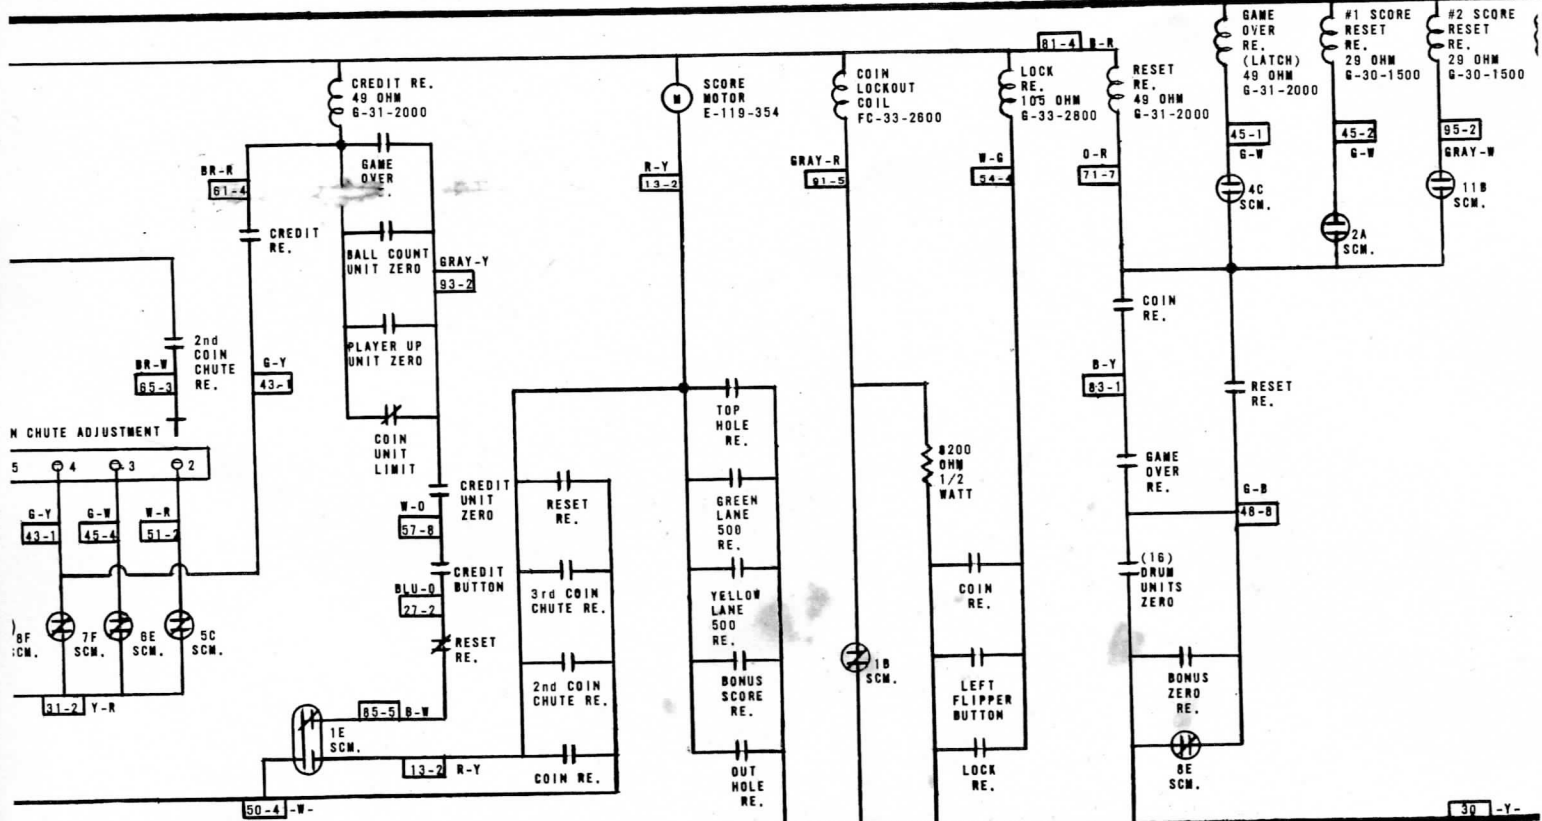 81-4 B-R
GAME
OVER
RE.
(LATCH)
49 OHM
G-31-2000
#1 SCORE
RESET
RE.
29 OHM
G-30-1500
#2 SCORE
RESET
RE.
29 OHM
G-30-1500
CREDIT RE.
49 OHM
G-31-2000
M
SCORE
MOTOR
E-119-354
COIN
LOCKOUT
COIL
FC-33-2600
LOCK
RE.
105 OHM
G-33-2800
RESET
RE.
49 OHM
G-31-2000
45-1
G-W
45-2
G-W
95-2
GRAY-W
BR-R
61-4
GAME
OVER
R-Y
13-2
GRAY-R
91-5
W-G
54-4
O-R
71-7
4C
SCM.
2A
SCM.
11B
SCM.
CREDIT
RE.
BALL COUNT
UNIT ZERO
GRAY-Y
93-2
COIN
RE.
2nd
COIN
CHUTE
RE.
PLAYER UP
UNIT ZERO
BR-W
65-3
G-Y
43-1
B-Y
83-1
RESET
RE.
TOP
HOLE
RE.
N CHUTE ADJUSTMENT
COIN
UNIT
LIMIT
5 4 3 2
8200
OHM
1/2
WATT
GAME
OVER
RE.
CREDIT
UNIT
ZERO
RESET
RE.
GREEN
LANE
500
RE.
G-B
48-8
G-Y
43-1
G-W
45-4
W-R
51-2
W-O
57-8
CREDIT
BUTTON
BLU-O
27-2
3rd COIN
CHUTE RE.
YELLOW
LANE
500
RE.
COIN
RE.
(16)
DRUM
UNITS
ZERO
8F
SCM.
7F
SCM.
6E
SCM.
5C
SCM.
RESET
RE.
1B
SCM.
2nd COIN
CHUTE RE.
BONUS
SCORE
RE.
LEFT
FLIPPER
BUTTON
BONUS
ZERO
RE.
31-2 Y-R
85-5 B-W
1E
SCM.
13-2 R-Y
COIN RE.
OUT
HOLE
RE.
LOCK
RE.
8E
SCM.
50-4 -W-
30 -Y-